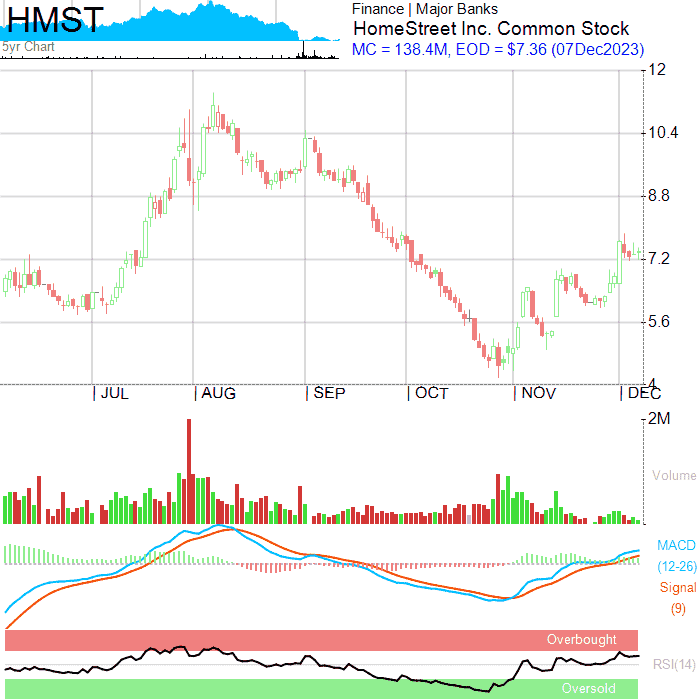 HMST
5yr Chart
Finance | Major Banks
HomeStreet Inc. Common Stock
MC = 138.4M, EOD = $7.36 (07Dec2023)
12
10.4
8.8
7.2
5.6
4
JUL AUG SEP OCT NOV DEC
2M
Volume
MACD
(12-26)
Signal
(9)
Overbought
RSI(14)
Oversold